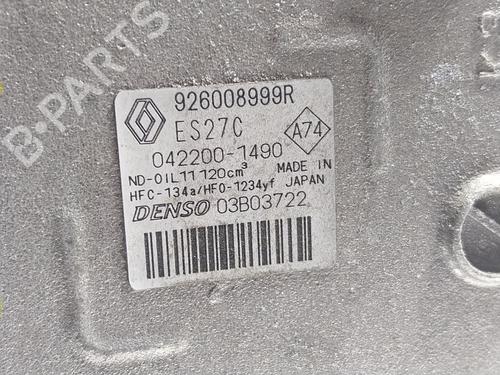 B-PARTS
926008999R
ES27C
A74
042200-1490
ND-OIL11 120cm³ MADE IN
HFC-134a/HFO-1234yf JAPAN
DENSO 03B03722